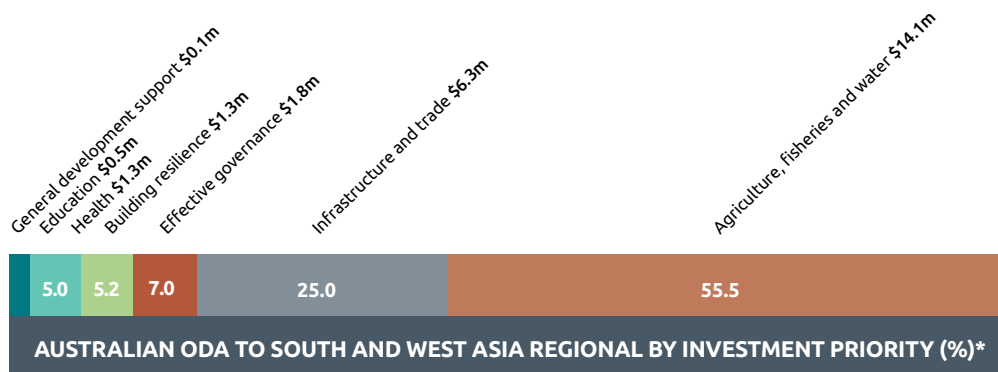 General development support $0.1m
Education $0.5m
Health $1.3m
Building resilience $1.3m
Effective governance $1.8m
Infrastructure and trade $6.3m
Agriculture, fisheries and water $14.1m
5.0
5.2
7.0
25.0
55.5
AUSTRALIAN ODA TO SOUTH AND WEST ASIA REGIONAL BY INVESTMENT PRIORITY (%)*